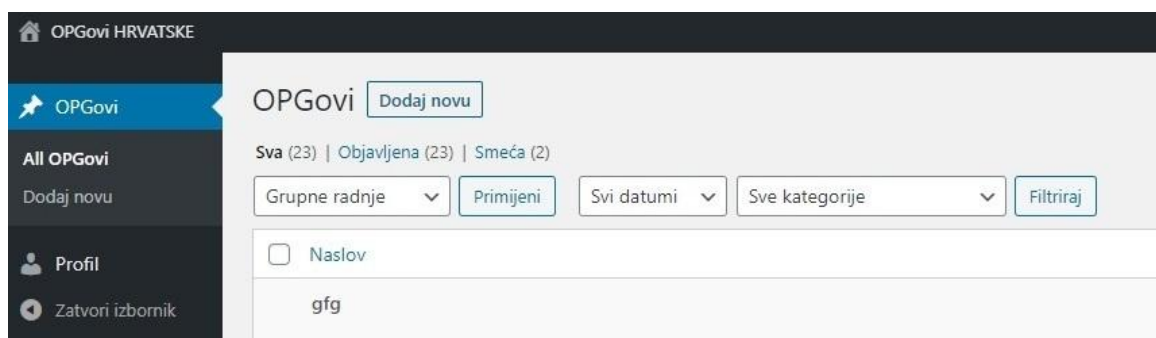 OPGovi HRVATSKE
OPGovi
All OPGovi
Dodaj novu
Profil
Zatvori izbornik
OPGovi Dodaj novu
Sva (23) | Objavljena (23) | Smeća (2)
Grupne radnje Primijeni Svi datumi Sve kategorije Filtriraj
Naslov
gfg